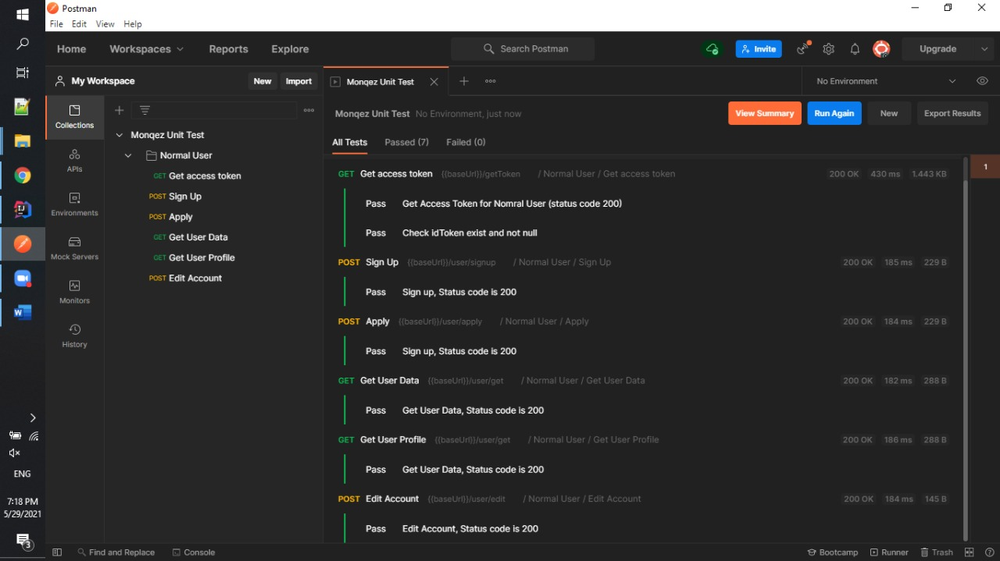 Postman
File Edit View Help
Home Workspaces Reports Explore Search Postman Invite Upgrade
My Workspace New Import Monqez Unit Test No Environment
Collections
APIs
Environments
Mock Servers
Monitors
History
Monqez Unit Test
Normal User
GET Get access token
POST Sign Up
POST Apply
GET Get User Data
GET Get User Profile
POST Edit Account
Monqez Unit Test No Environment, just now View Summary Run Again New Export Results
All Tests Passed (7) Failed (0)
GET Get access token {{baseUrl}}/getToken / Normal User / Get access token 200 OK 430 ms 1.443 KB 1
Pass Get Access Token for Nomral User (status code 200)
Pass Check idToken exist and not null
POST Sign Up {{baseUrl}}/user/signup / Normal User / Sign Up 200 OK 185 ms 229 B
Pass Sign up, Status code is 200
POST Apply {{baseUrl}}/user/apply / Normal User / Apply 200 OK 184 ms 229 B
Pass Sign up, Status code is 200
GET Get User Data {{baseUrl}}/user/get / Normal User / Get User Data 200 OK 182 ms 288 B
Pass Get User Data, Status code is 200
GET Get User Profile {{baseUrl}}/user/get / Normal User / Get User Profile 200 OK 186 ms 288 B
Pass Get User Data, Status code is 200
POST Edit Account {{baseUrl}}/user/edit / Normal User / Edit Account 200 OK 184 ms 145 B
Pass Edit Account, Status code is 200
Find and Replace Console Bootcamp Runner Trash
ENG
7:18 PM
5/29/2021
3